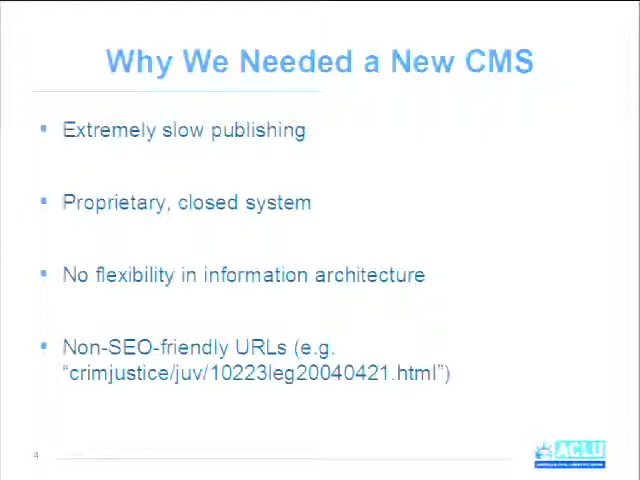 Why We Needed a New CMS
Extremely slow publishing
Proprietary, closed system
No flexibility in information architecture
Non-SEO-friendly URLs (e.g.
“crimjustice/juv/10223leg20040421.html”)
4
ACLU